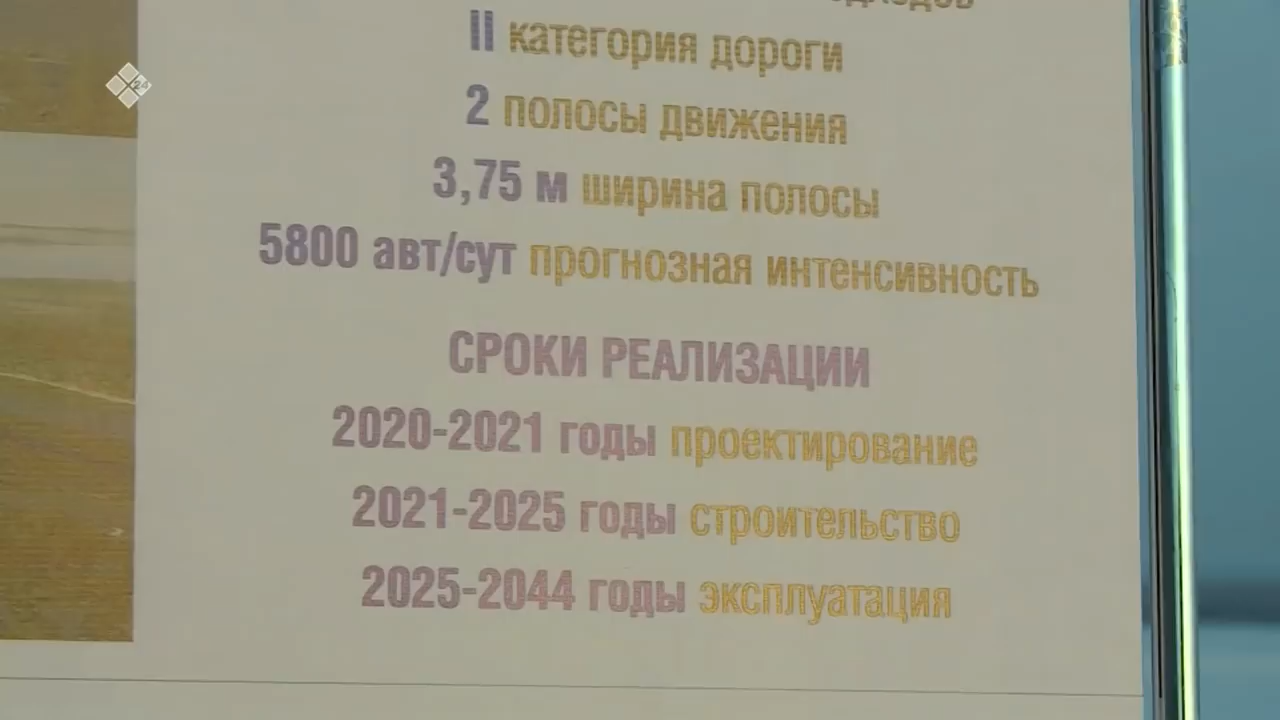 II категория дороги
2 полосы движения
3,75 м ширина полосы
5800 авт/сут прогнозная интенсивность
СРОКИ РЕАЛИЗАЦИИ
2020-2021 годы проектирование
2021-2025 годы строительство
2025-2044 годы эксплуатация